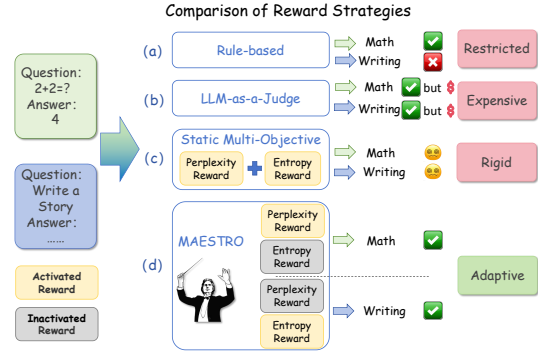 Comparison of Reward Strategies
Question:
2+2=?
Answer:
4
Question:
Write a
Story
Answer:
......
Activated
Reward
Inactivated
Reward
(a)
Rule-based
Math
Writing
Restricted
(b)
LLM-as-a-Judge
Math but $
Writing but $
Expensive
(c)
Static Multi-Objective
Perplexity
Reward
Entropy
Reward
Math
Writing
Rigid
(d)
MAESTRO
Perplexity
Reward
Entropy
Reward
Math
Perplexity
Reward
Entropy
Reward
Writing
Adaptive